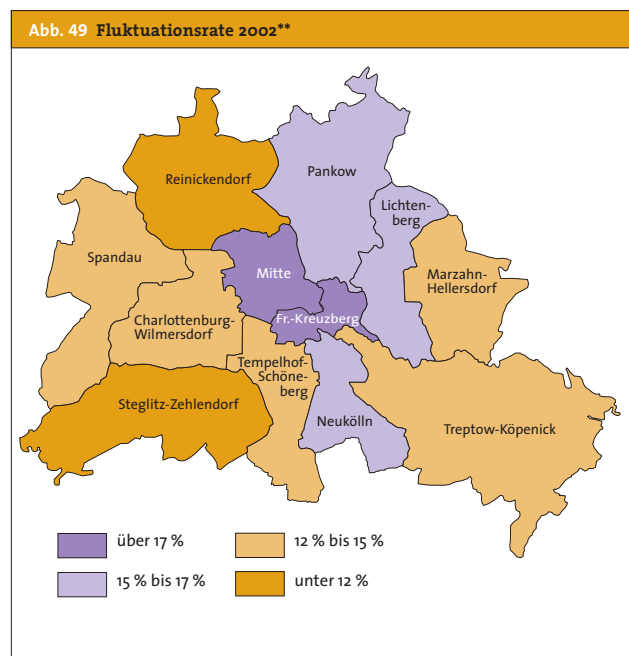 Abb. 49 Fluktuationsrate 2002**
Reinickendorf
Pankow
Lichten-
berg
Spandau
Mitte
Marzahn-
Hellersdorf
Fr.-Kreuzberg
Charlottenburg-
Wilmersdorf
Tempelhof-
Schöne-
berg
Steglitz-Zehlendorf
Neukölln
Treptow-Köpenick
über 17 %
12 % bis 15 %
15 % bis 17 %
unter 12 %